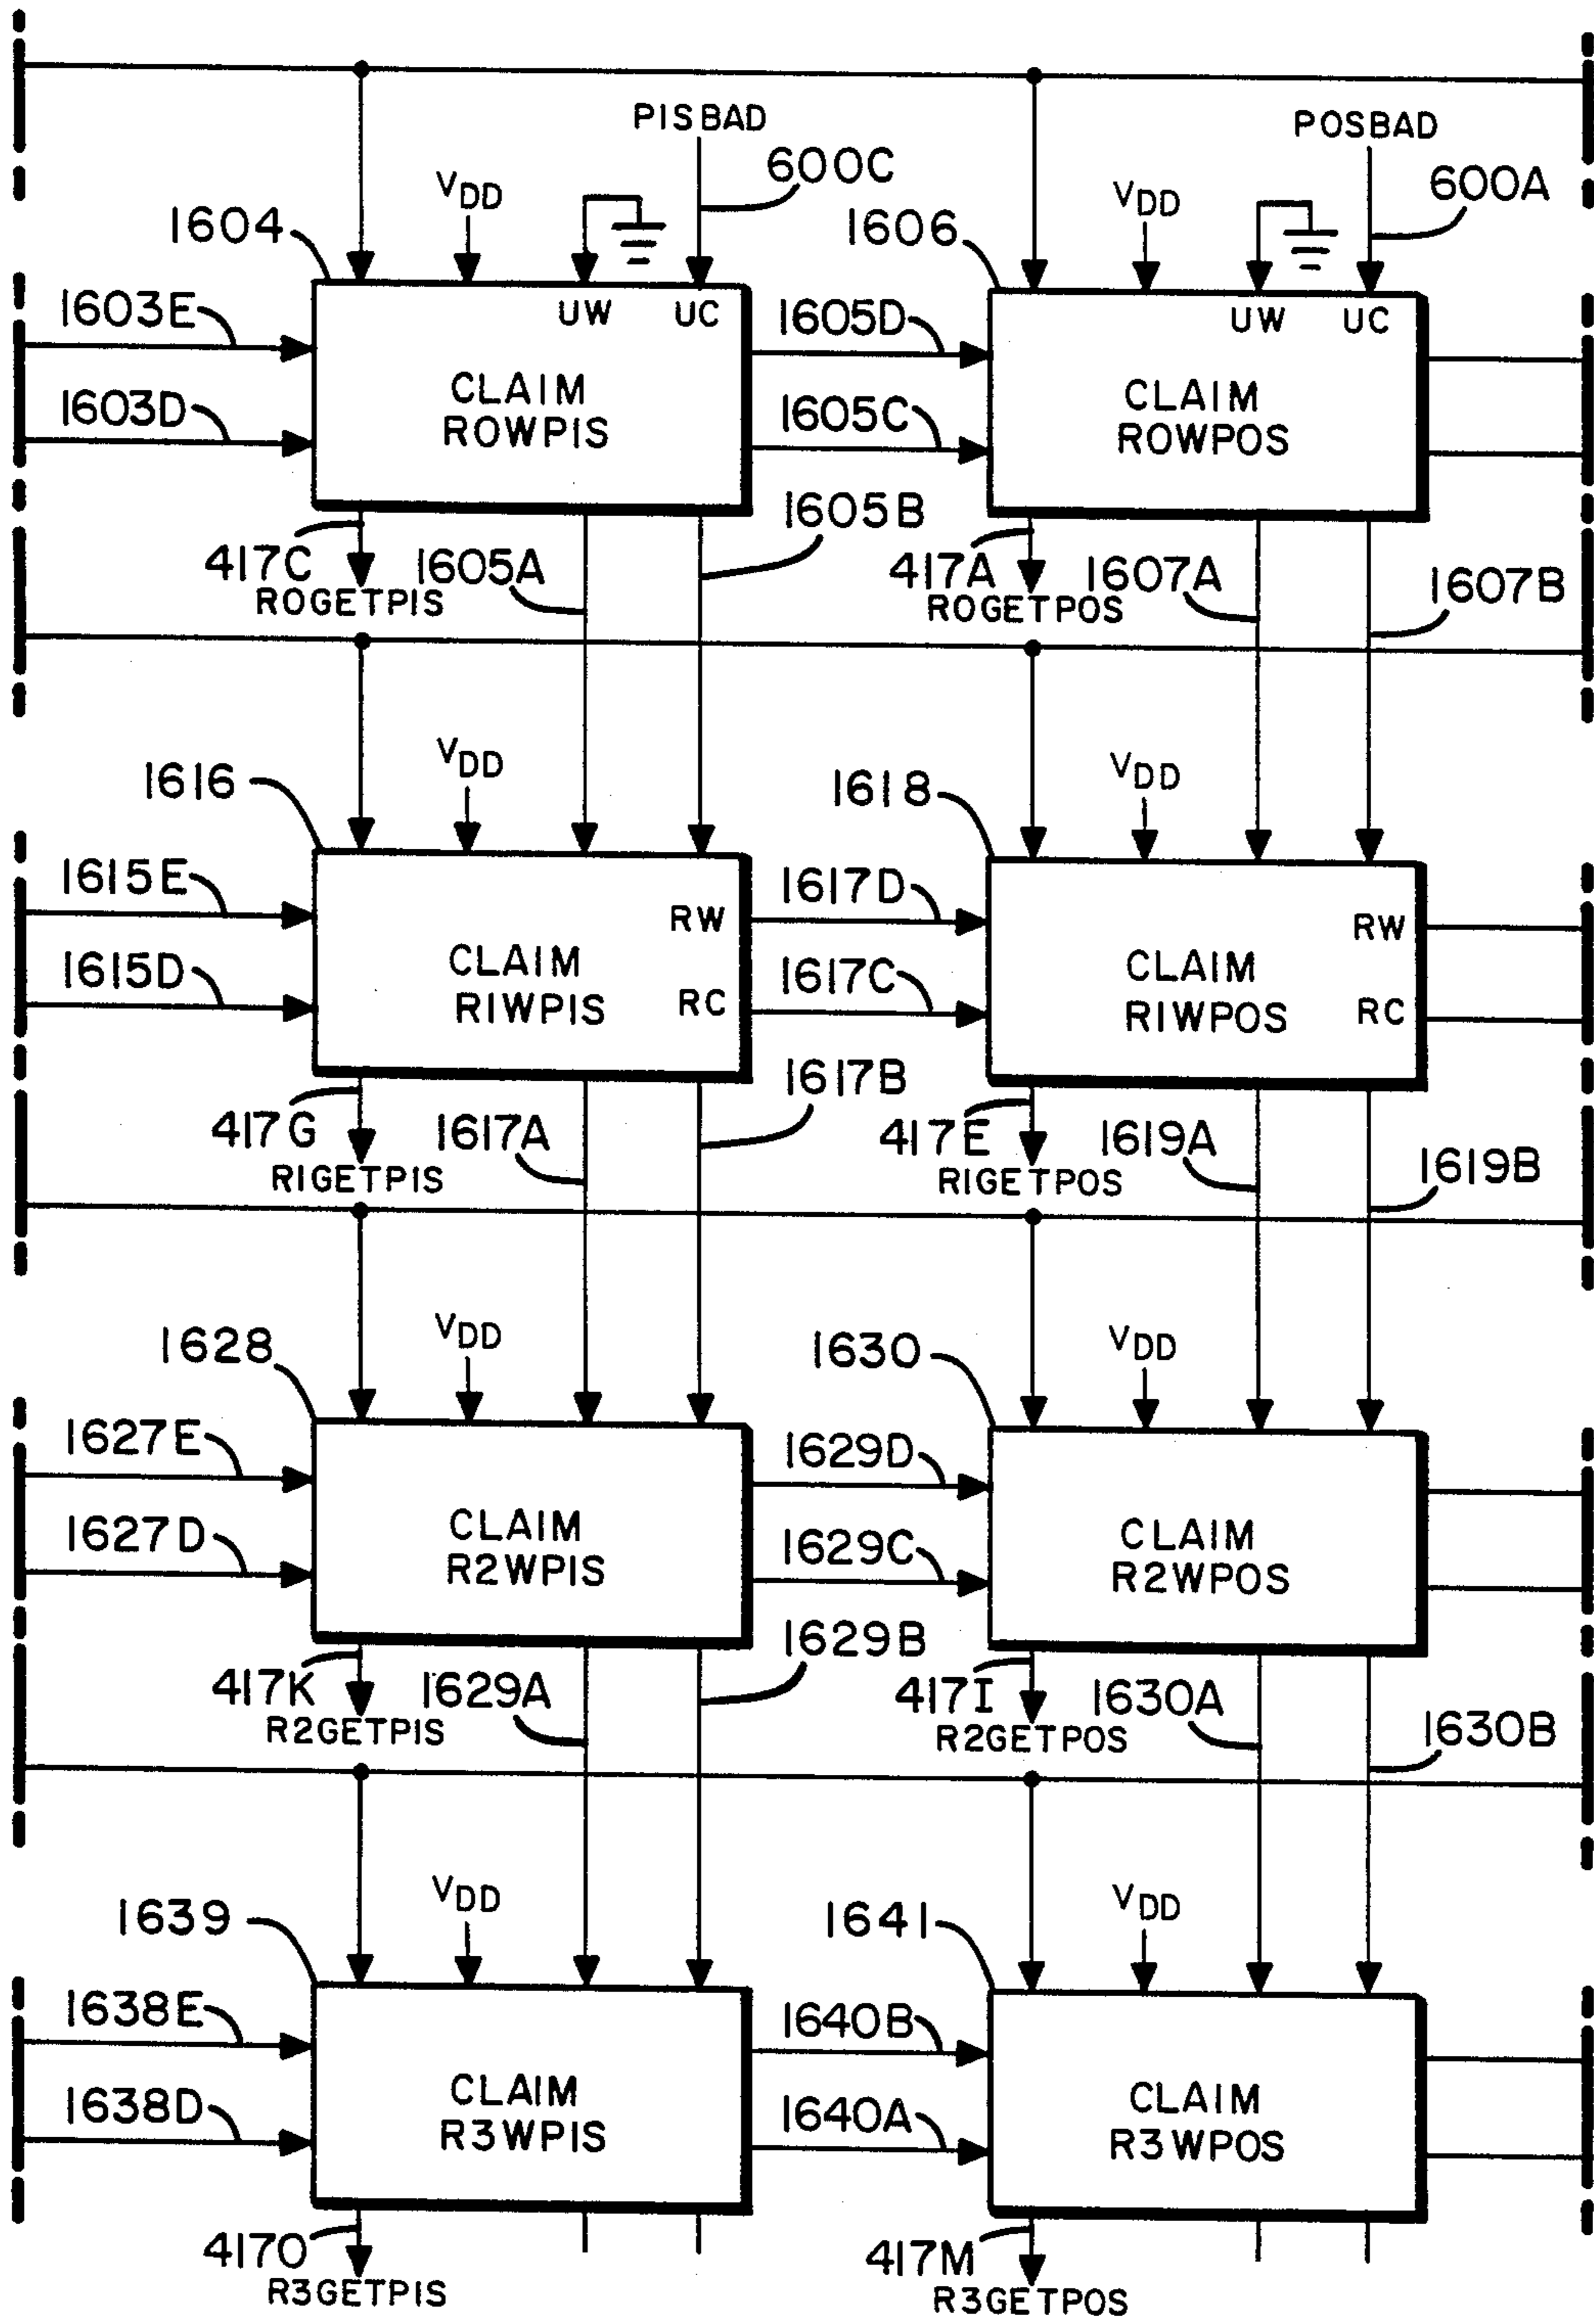 PISBAD
POSBAD
600C
600A
VDD
VDD
1604
1606
UW UC
UW UC
1603E
1605D
1603D
1605C
CLAIM
ROWPIS
CLAIM
ROWPOS
1605B
417C
1605A
417A
1607A
1607B
ROGETPIS
ROGETPOS
VDD
VDD
1616
1618
1615E
1617D
RW
RW
1615D
1617C
CLAIM
RIWPIS
CLAIM
RIWPOS
RC
RC
1617B
417G
1617A
417E
1619A
1619B
RIGETPIS
RIGETPOS
VDD
VDD
1628
1630
1627E
1629D
1627D
1629C
CLAIM
R2WPIS
CLAIM
R2WPOS
1629B
417K
1629A
417I
1630A
1630B
R2GETPIS
R2GETPOS
VDD
VDD
1639
1641
1638E
1640B
1638D
1640A
CLAIM
R3WPIS
CLAIM
R3WPOS
417O
417M
R3GETPIS
R3GETPOS